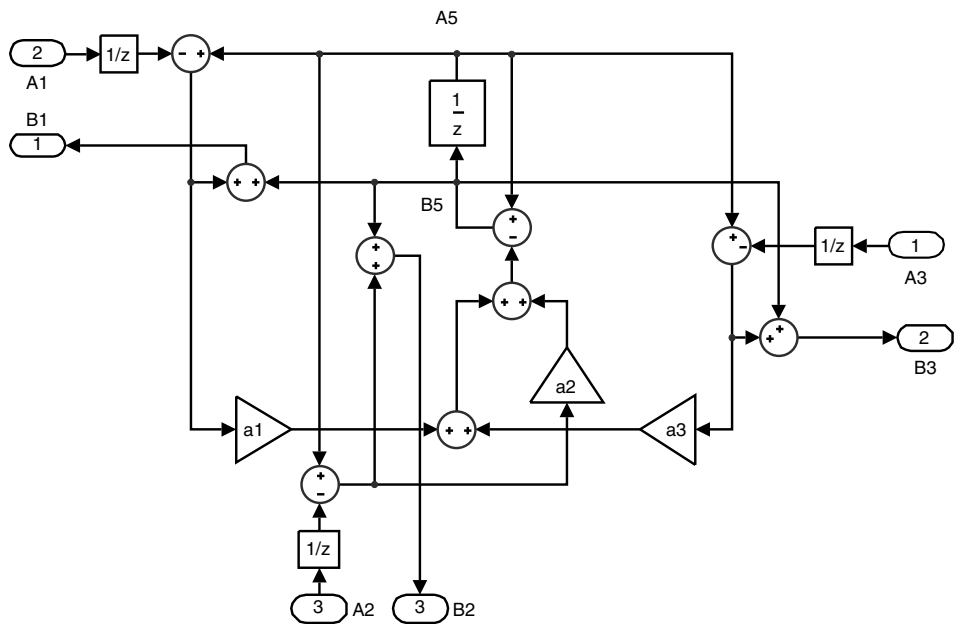 A5
2
1/z
- +
A1
B1
1
1
z
+ +
B5
+
-
+
+
+
-
1/z
1
A3
+ +
+
+
2
B3
a2
a1
+ +
a3
+
-
1/z
3
A2
3
B2